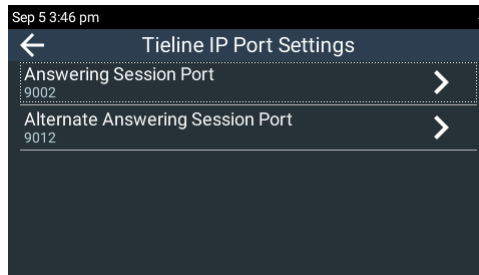 Sep 5 3:46 pm
Tieline IP Port Settings
Answering Session Port
9002
Alternate Answering Session Port
9012